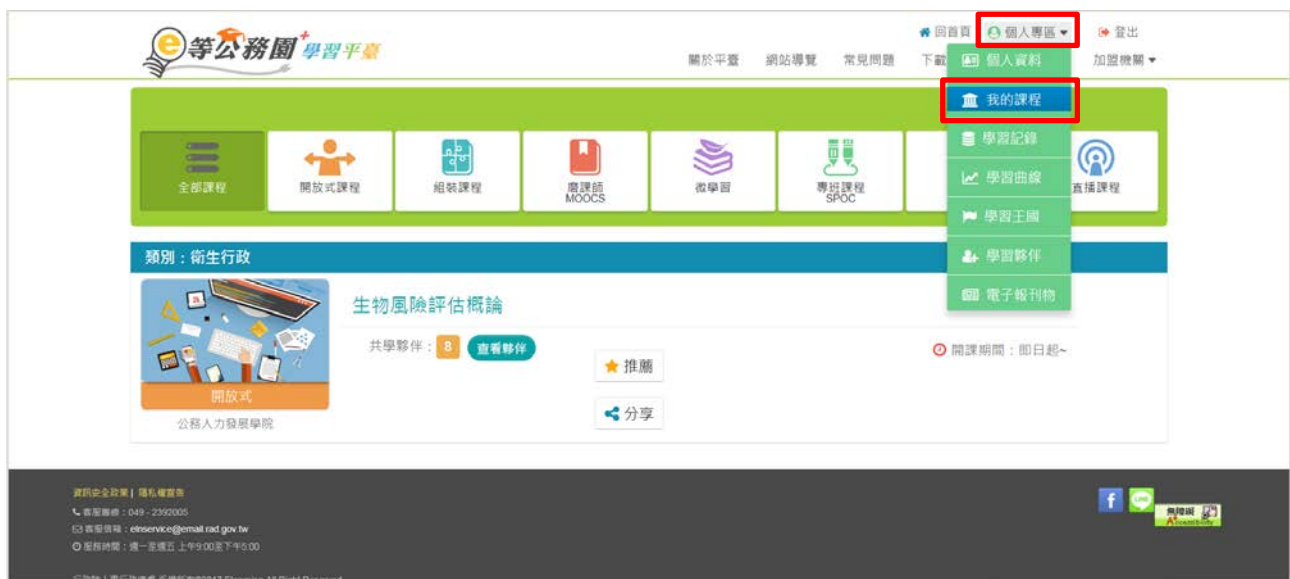 e等公務園+學習平臺
回首頁 個人專區 登出
關於平臺 網站導覽 常見問題 下載 加盟機關
個人資料
我的課程
學習記錄
學習曲線
學習王國
學習夥伴
電子報刊物
全部課程
開放式課程
組裝課程
磨課師
MOOCS
微學習
專班課程
SPOC
直播課程
類別：衛生行政
生物風險評估概論
共學夥伴：8 查看夥伴
推薦
開課期間：即日起~
開放式
分享
公務人力發展學院
資訊安全政策 | 隱私權宣告
客服專線：049 - 2392005
客服信箱：elnservice@email.rad.gov.tw
服務時間：週一至週五 上午9:00至下午5:00
無障礙
Accessibility